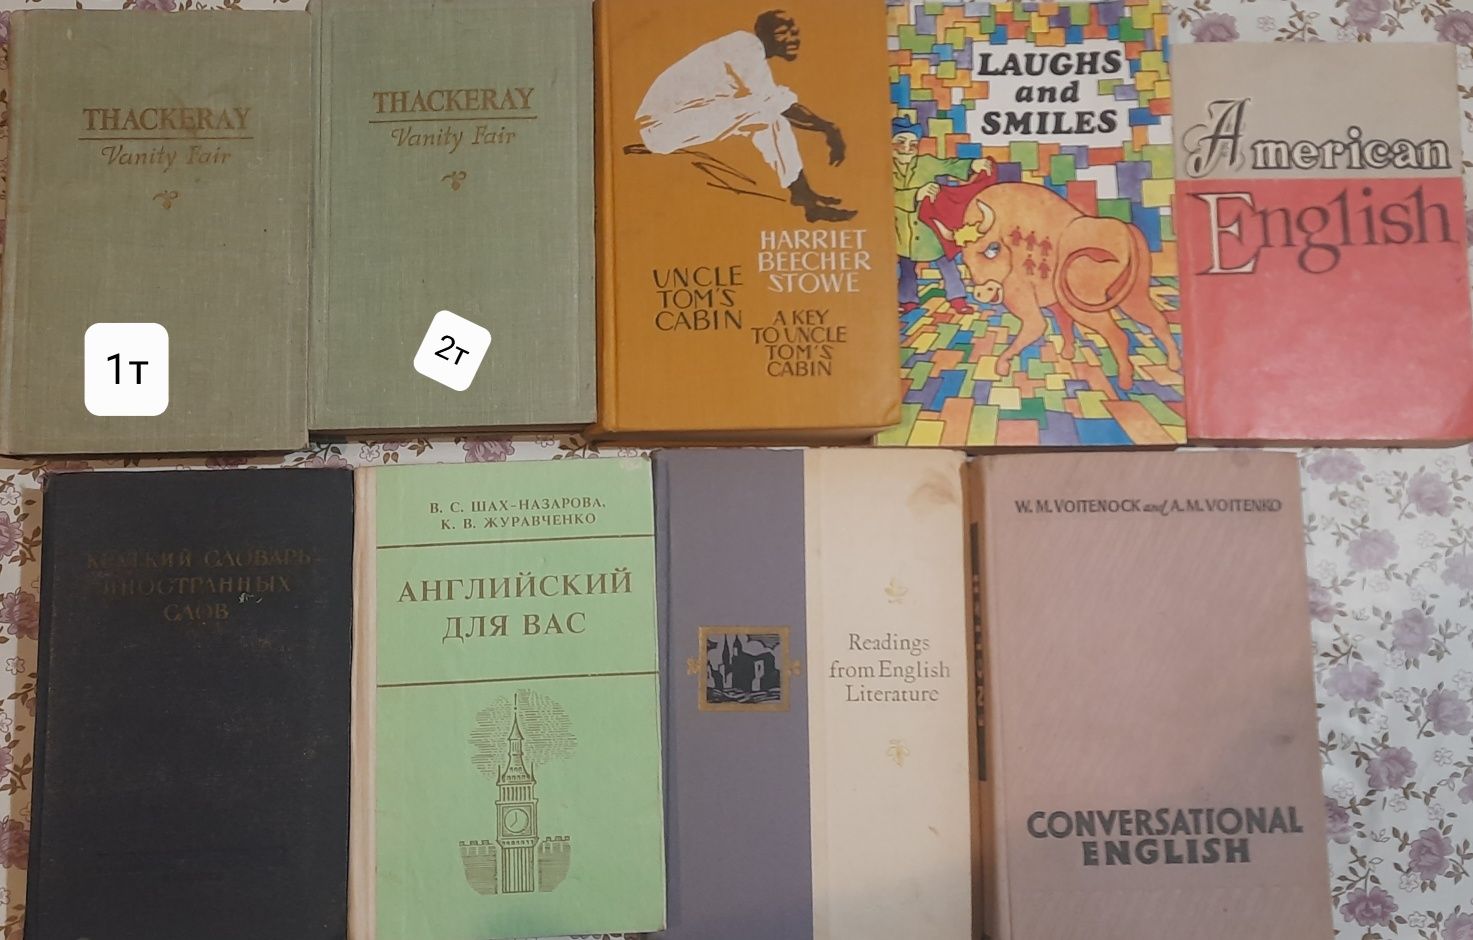 THACKERAY
Vanity Fair
1т
THACKERAY
Vanity Fair
2т
UNCLE
TOM'S
CABIN
HARRIET
BEECHER
STOWE
A KEY
TO UNCLE
TOM'S
CABIN
LAUGHS
and
SMILES
American
English
КРАТКИЙ СЛОВАРЬ
ИНОСТРАННЫХ
СЛОВ
В. С. ШАХ-НАЗАРОВА,
К. В. ЖУРАВЧЕНКО
АНГЛИЙСКИЙ
ДЛЯ ВАС
Readings
from English
Literature
W. M. VOITENOCK and A. M. VOITENKO
CONVERSATIONAL
ENGLISH